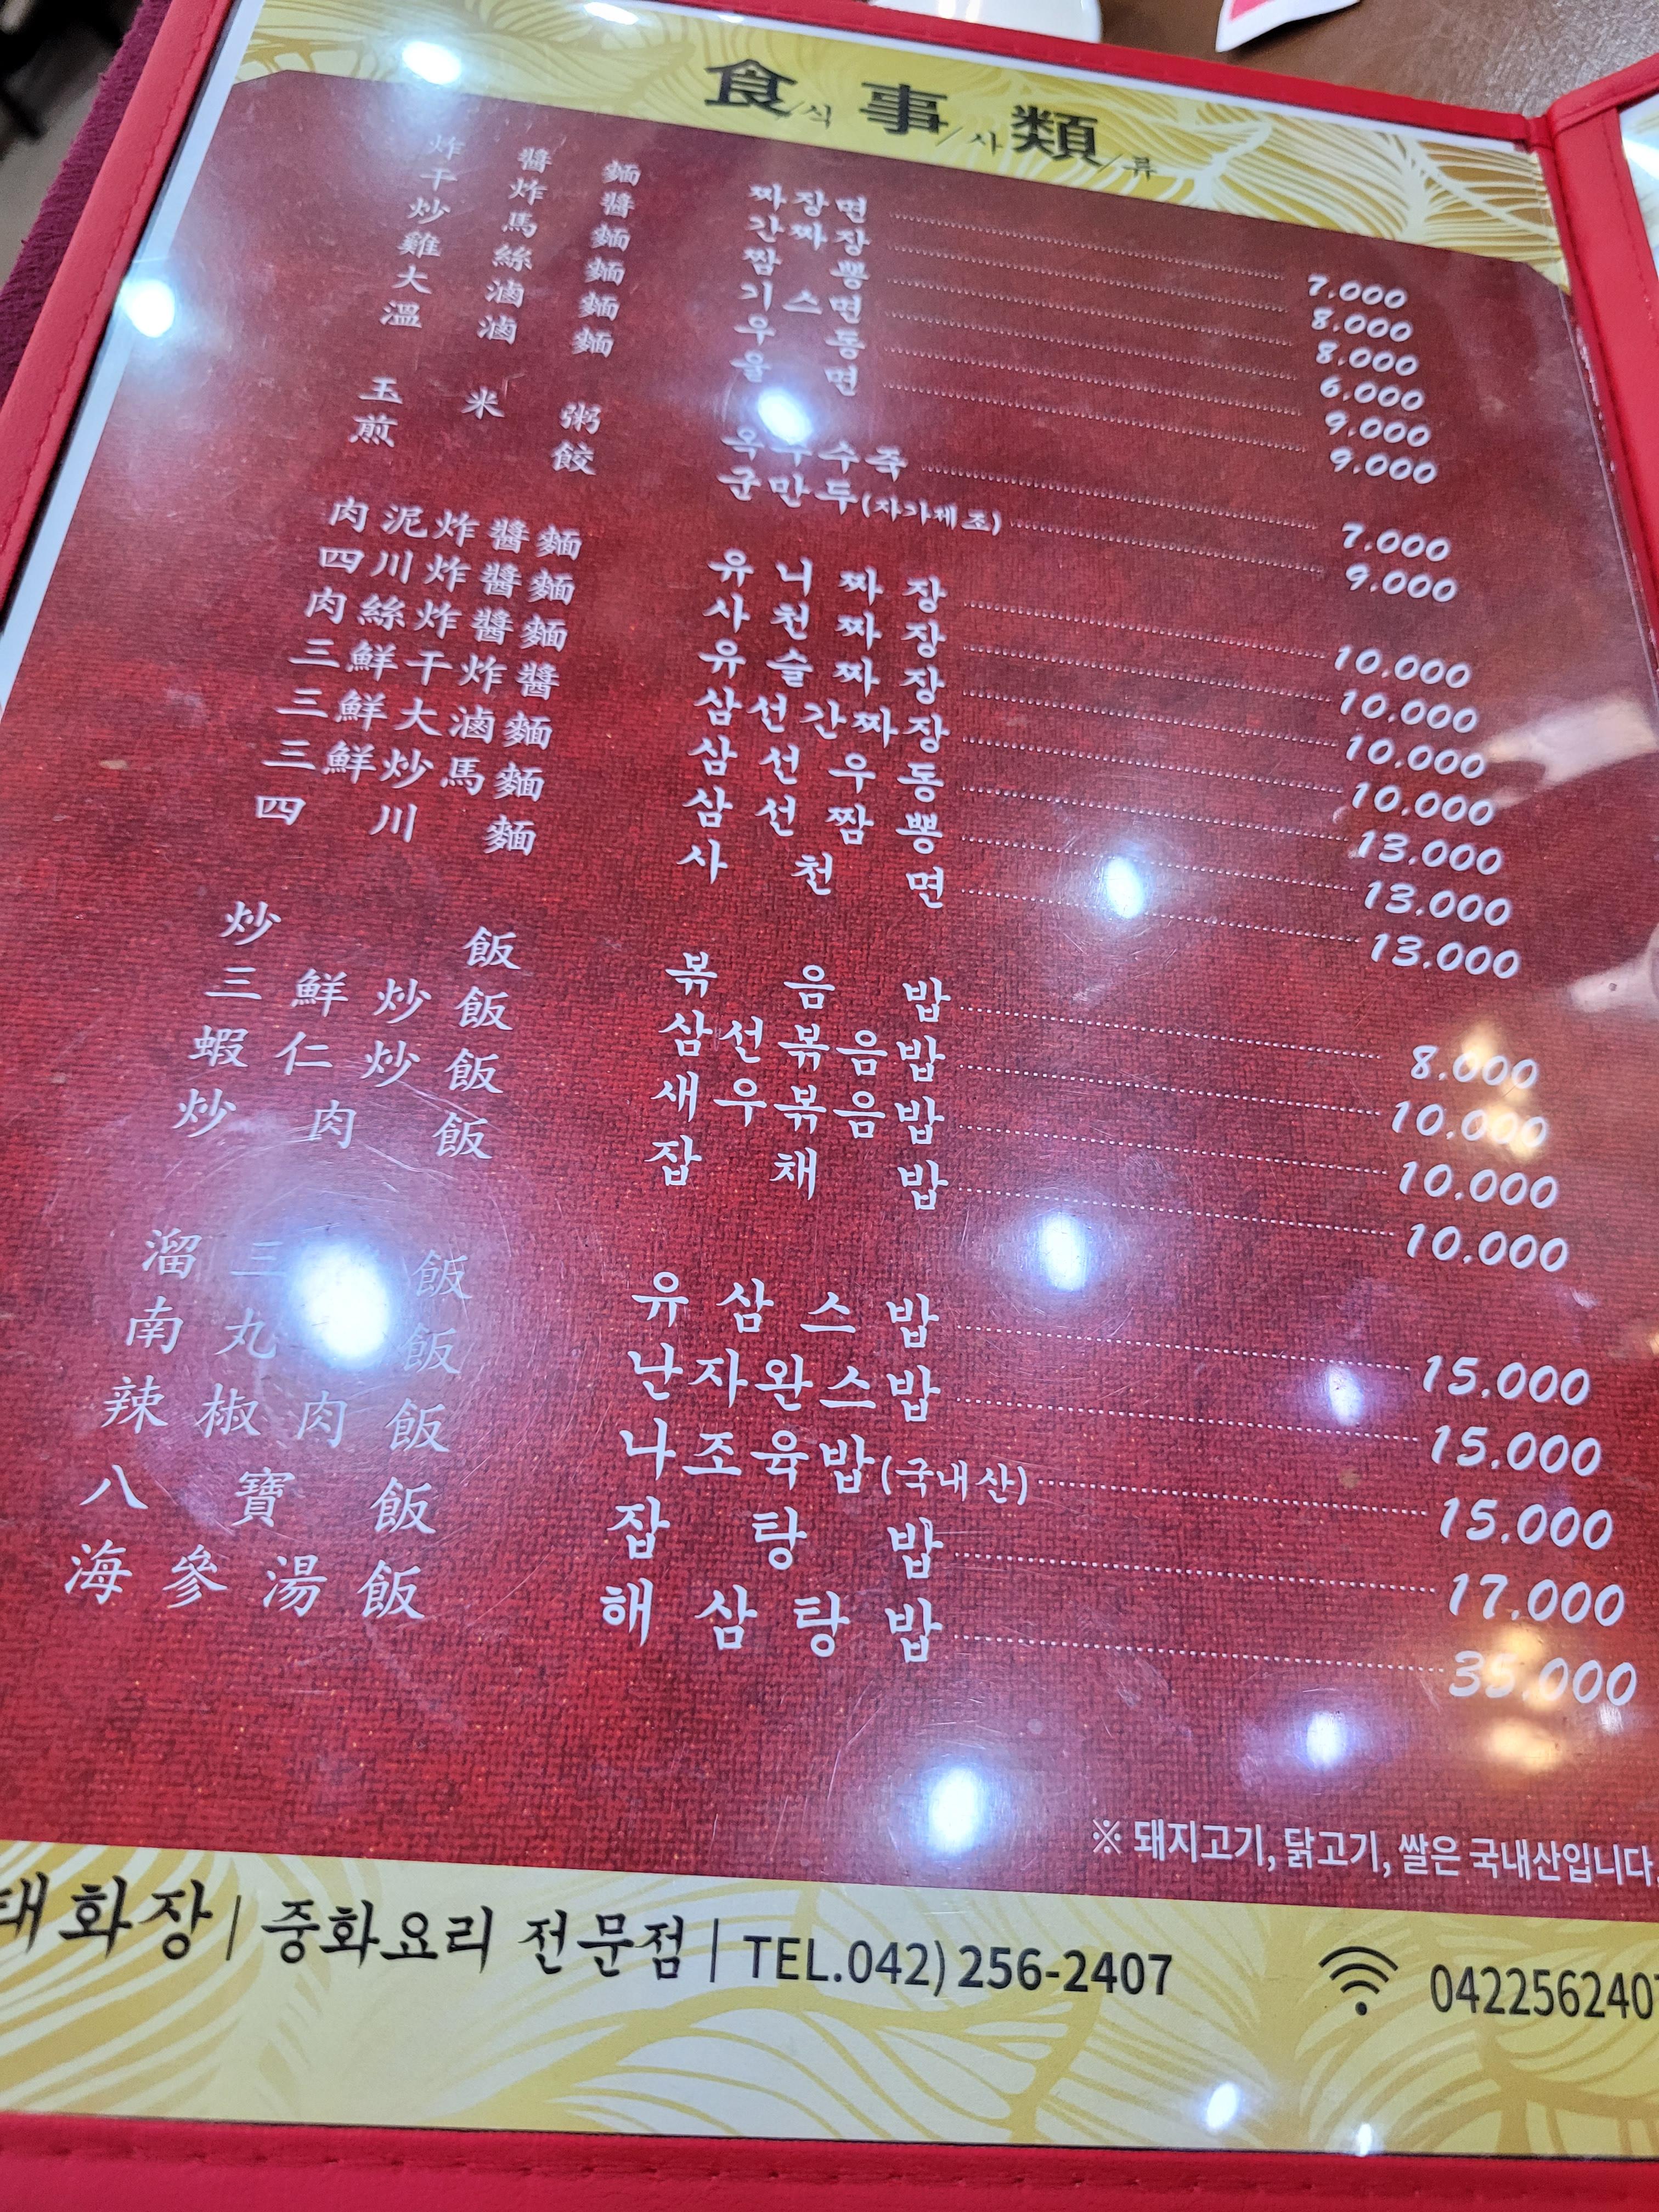 食/식 事/사 類/류
炸醬麵 짜장면 7,000
干炸醬 간짜장 8,000
炒馬麵 짬뽕 8,000
雞絲麵 기스면 6,000
大滷麵 우동 9,000
溫滷麵 울면 9,000
玉米粥 옥수수죽 7,000
煎餃 군만두(자가제조) 9,000
肉泥炸醬麵 유니짜장 10,000
四川炸醬麵 사천짜장 10,000
肉絲炸醬麵 유슬짜장 10,000
三鮮干炸醬 삼선간짜장 10,000
三鮮大滷麵 삼선우동 13,000
三鮮炒馬麵 삼선짬뽕 13,000
四川麵 사천면 13,000
炒飯 볶음밥 8,000
三鮮炒飯 삼선볶음밥 10,000
蝦仁炒飯 새우볶음밥 10,000
炒肉飯 잡채밥 10,000
溜三 飯 유삼스밥 15,000
南丸 飯 난자완스밥 15,000
辣椒肉飯 나조육밥(국내산) 15,000
八寶飯 잡탕밥 17,000
海參湯飯 해삼탕밥 35,000
※ 돼지고기, 닭고기, 쌀은 국내산입니다.
태화장 | 중화요리 전문점 | TEL.042) 256-2407 0422562407